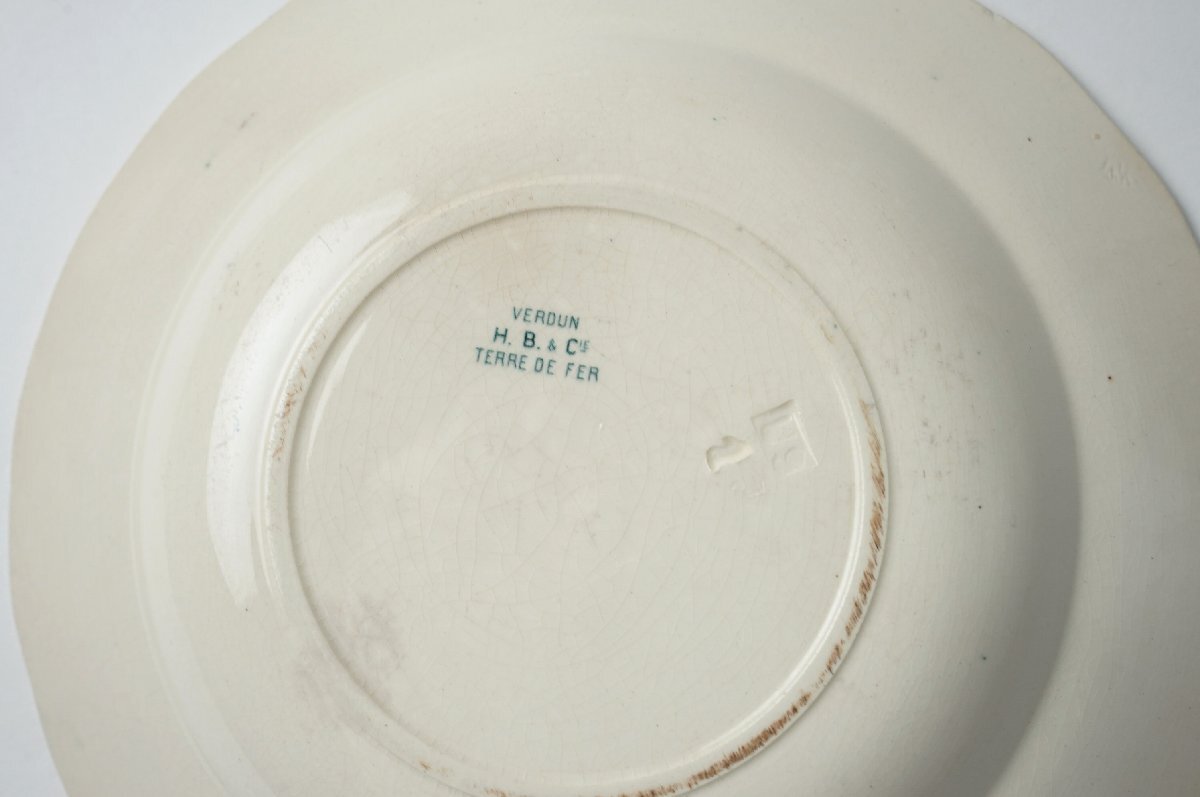 VERDUN
H. B. & Cie
TERRE DE FER